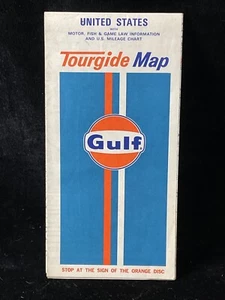 UNITED STATES
WITH
MOTOR, FISH & GAME LAW INFORMATION
AND U.S. MILEAGE CHART
Tourgide Map
Gulf
STOP AT THE SIGN OF THE ORANGE DISC